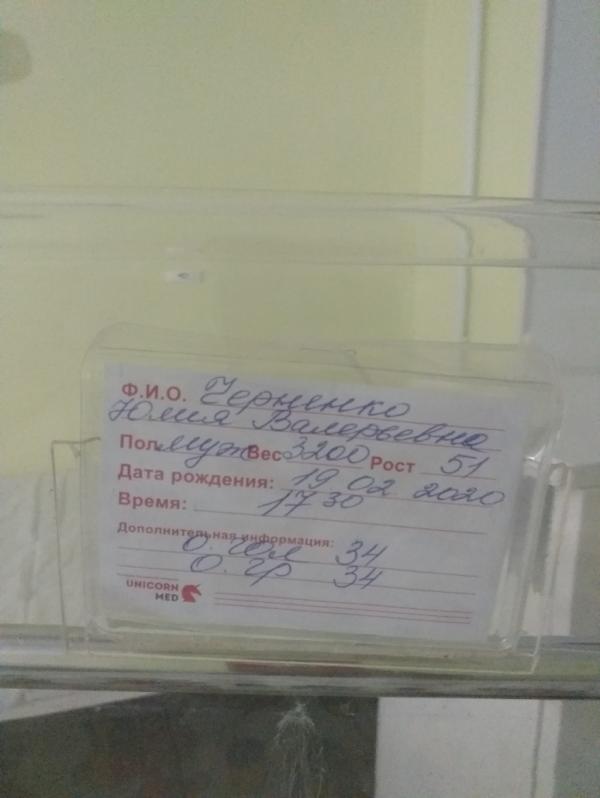 Ф.И.О. Черненко
Юлия Валерьевна
Пол муж Вес 3200 Рост 51
Дата рождения: 19 02 2020
Время: 17 30
Дополнительная информация:
О. гол 34
О. гр 34
UNICORN
MED